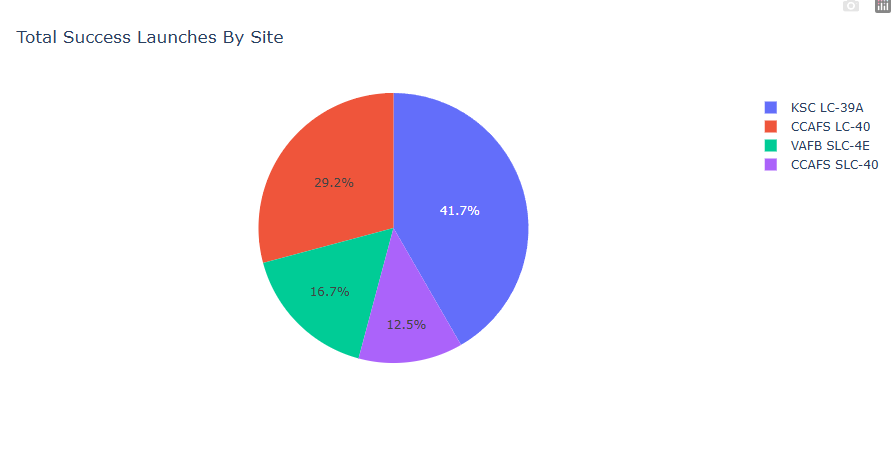 Total Success Launches By Site
KSC LC-39A
CCAFS LC-40
VAFB SLC-4E
CCAFS SLC-40
29.2%
41.7%
16.7%
12.5%